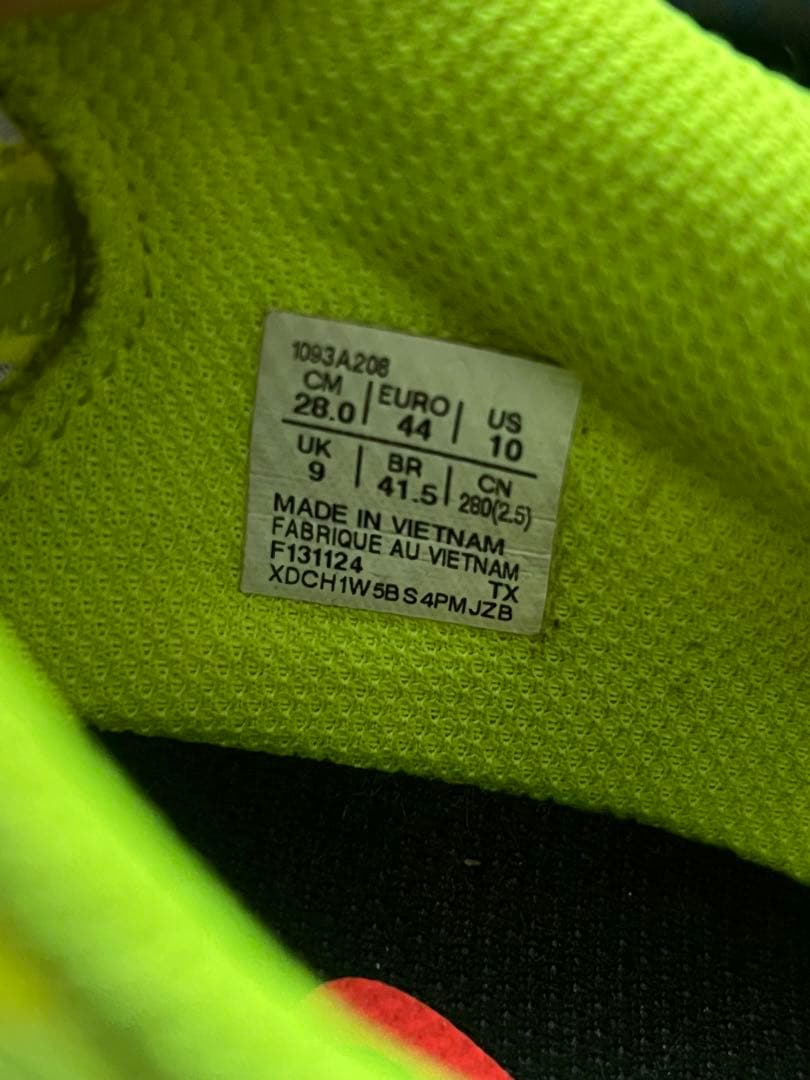 1093A208
CM | EURO | US
28.0 | 44 | 10
UK | BR | CN
9 | 41.5 | 280(2.5)
MADE IN VIETNAM
FABRIQUE AU VIETNAM
F131124 TX
XDCH1W5BS4PMJZB